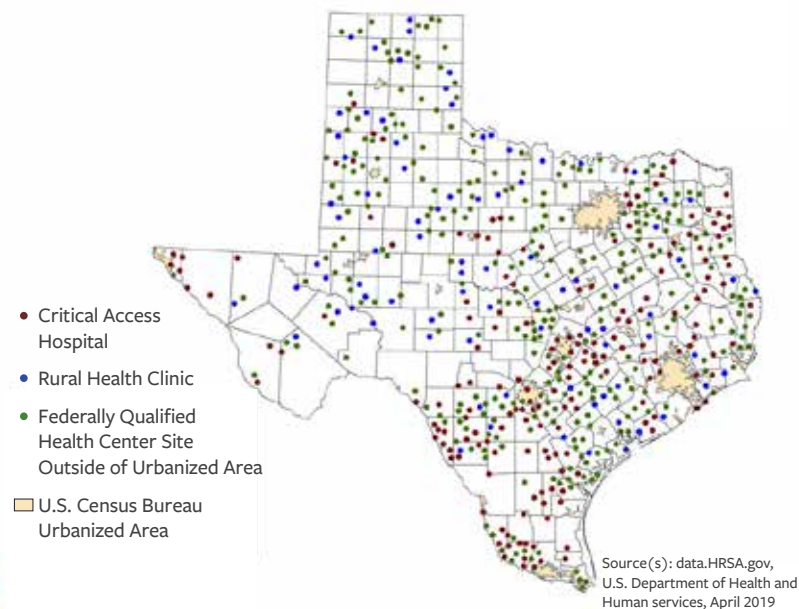 Critical Access
Hospital
Rural Health Clinic
Federally Qualified
Health Center Site
Outside of Urbanized Area
U.S. Census Bureau
Urbanized Area
Source(s): data.HRSA.gov,
U.S. Department of Health and
Human services, April 2019